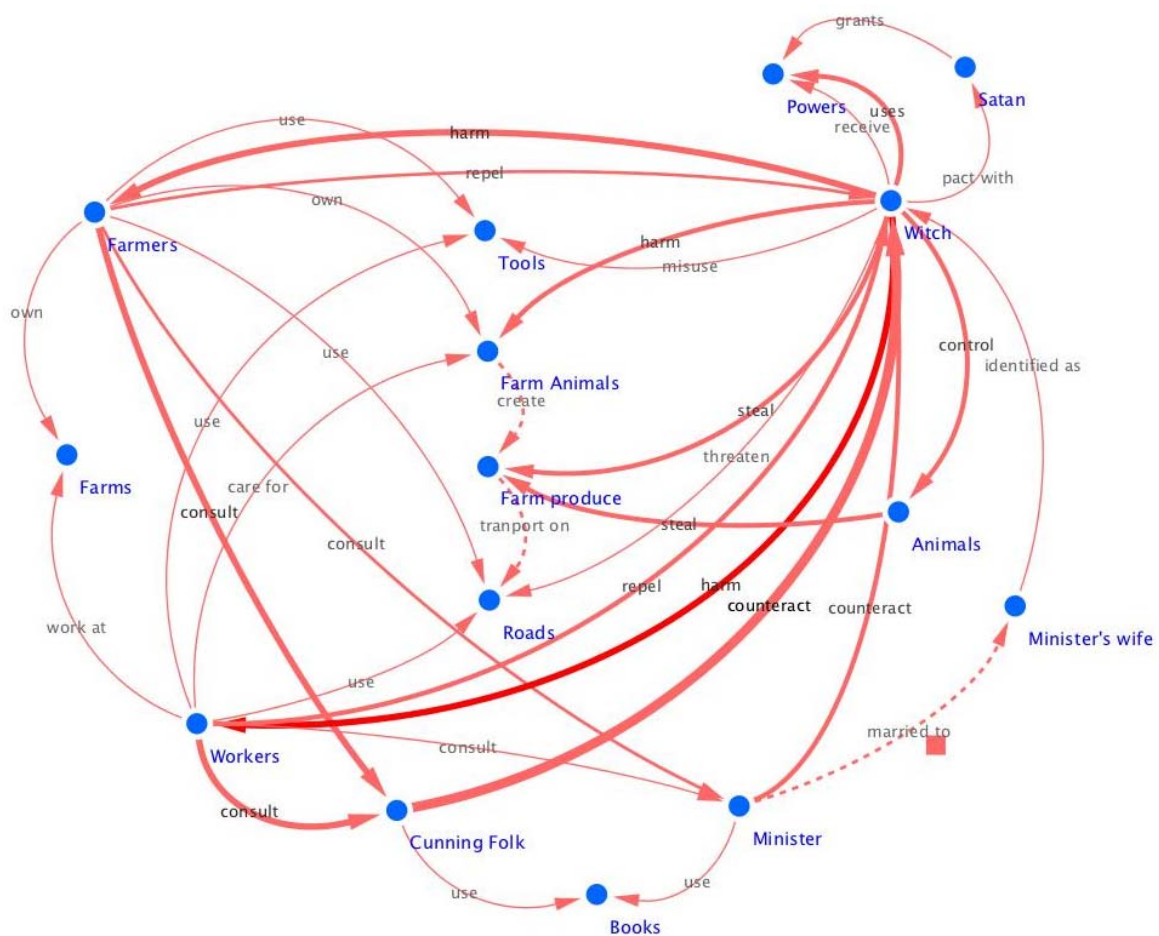 grants
Powers
Satan
uses
receive
use
harm
repel
pact with
own
Farmers
Witch
harm
Tools
misuse
own
use
control
identified as
Farm Animals
create
steal
use
threaten
care for
Farms
Farm produce
consult
tranport on
steal
consult
Animals
repel
harm
counteract
counteract
work at
Roads
Minister's wife
use
married to
consult
Workers
consult
Cunning Folk
Minister
use
use
Books